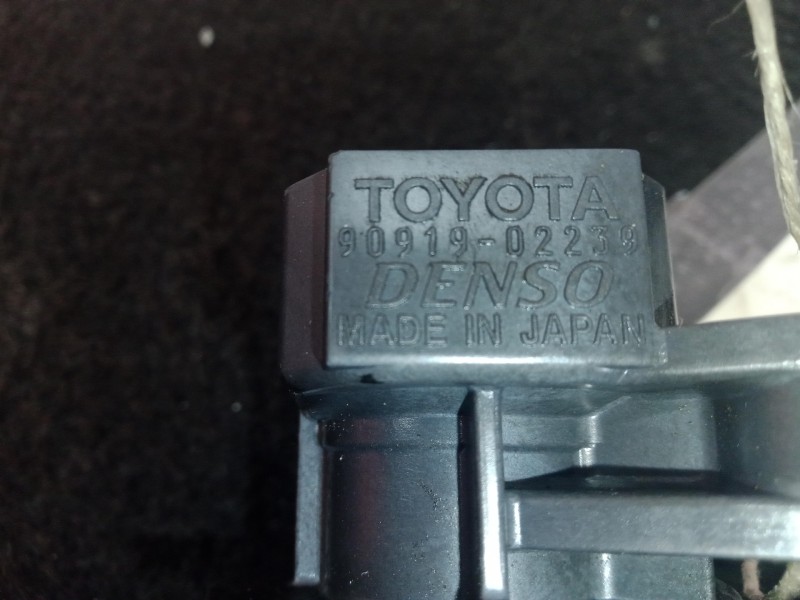 TOYOTA
90919-02239
DENSO
MADE IN JAPAN